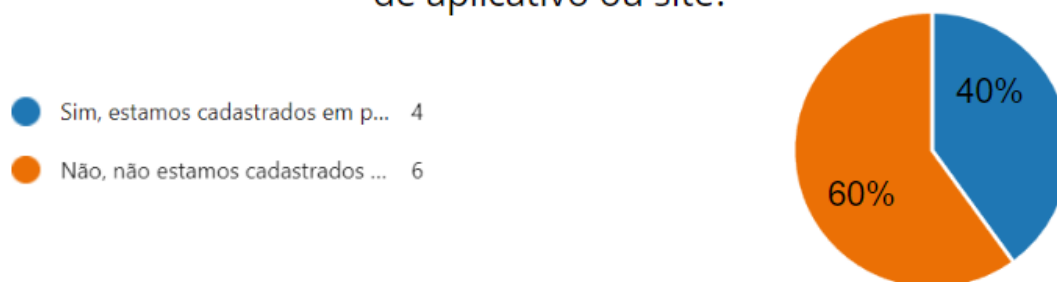 de aplicativo ou site?
Sim, estamos cadastrados em p... 4
Não, não estamos cadastrados ... 6
40%
60%